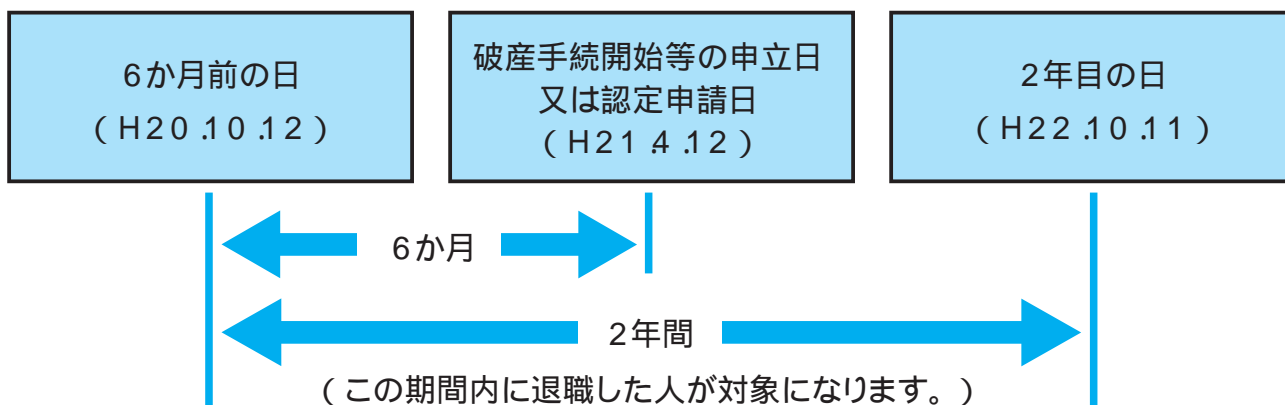 6か月前の日
(H20.10.12)
破産手続開始等の申立日
又は認定申請日
(H21.4.12)
2年目の日
(H22.10.11)
6か月
2年間
(この期間内に退職した人が対象になります。)